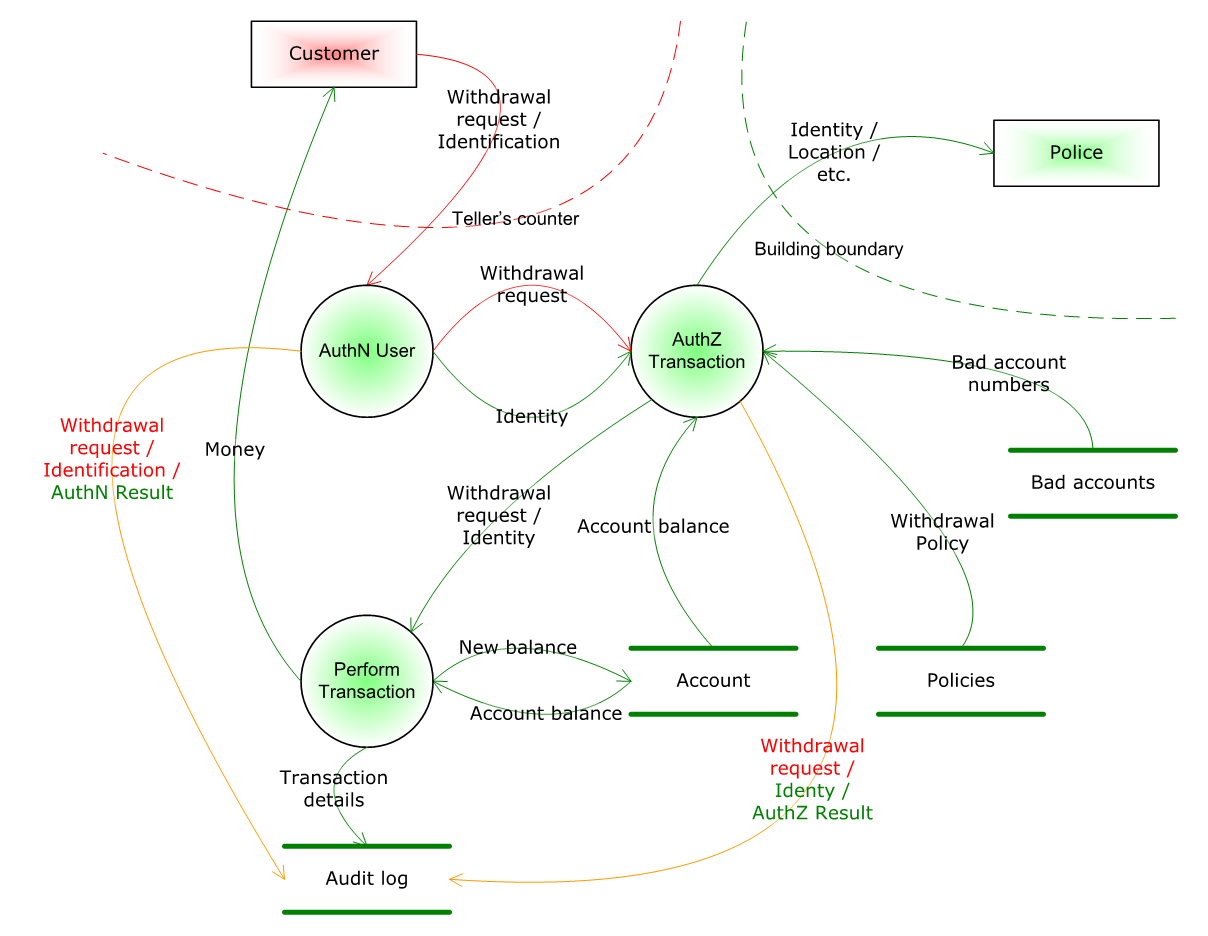 Customer
Withdrawal
request /
Identification
Identity /
Location /
etc.
Police
Teller's counter
Building boundary
Withdrawal
request
AuthN User
AuthZ
Transaction
Bad account
numbers
Identity
Withdrawal
request /
Identification /
AuthN Result
Money
Withdrawal
request /
Identity
Account balance
Withdrawal
Policy
Bad accounts
New balance
Perform
Transaction
Account
Policies
Account balance
Withdrawal
request /
Identy /
AuthZ Result
Transaction
details
Audit log